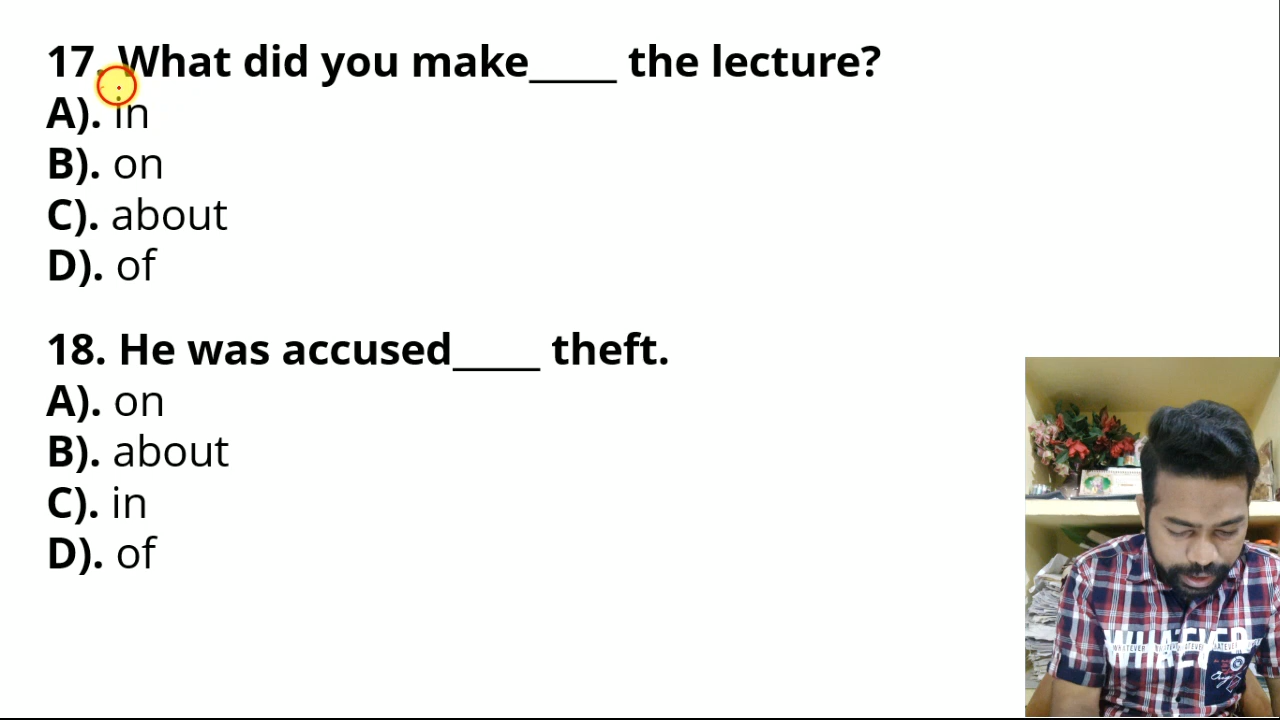 17. What did you make_____ the lecture?
A). in
B). on
C). about
D). of
18. He was accused_____ theft.
A). on
B). about
C). in
D). of
WHATEVER